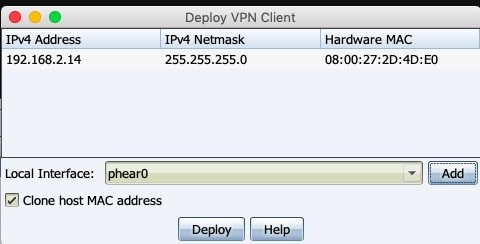 Deploy VPN Client
IPv4 Address IPv4 Netmask Hardware MAC
192.168.2.14 255.255.255.0 08:00:27:2D:4D:E0
Local Interface: phear0 Add
Clone host MAC address
Deploy Help